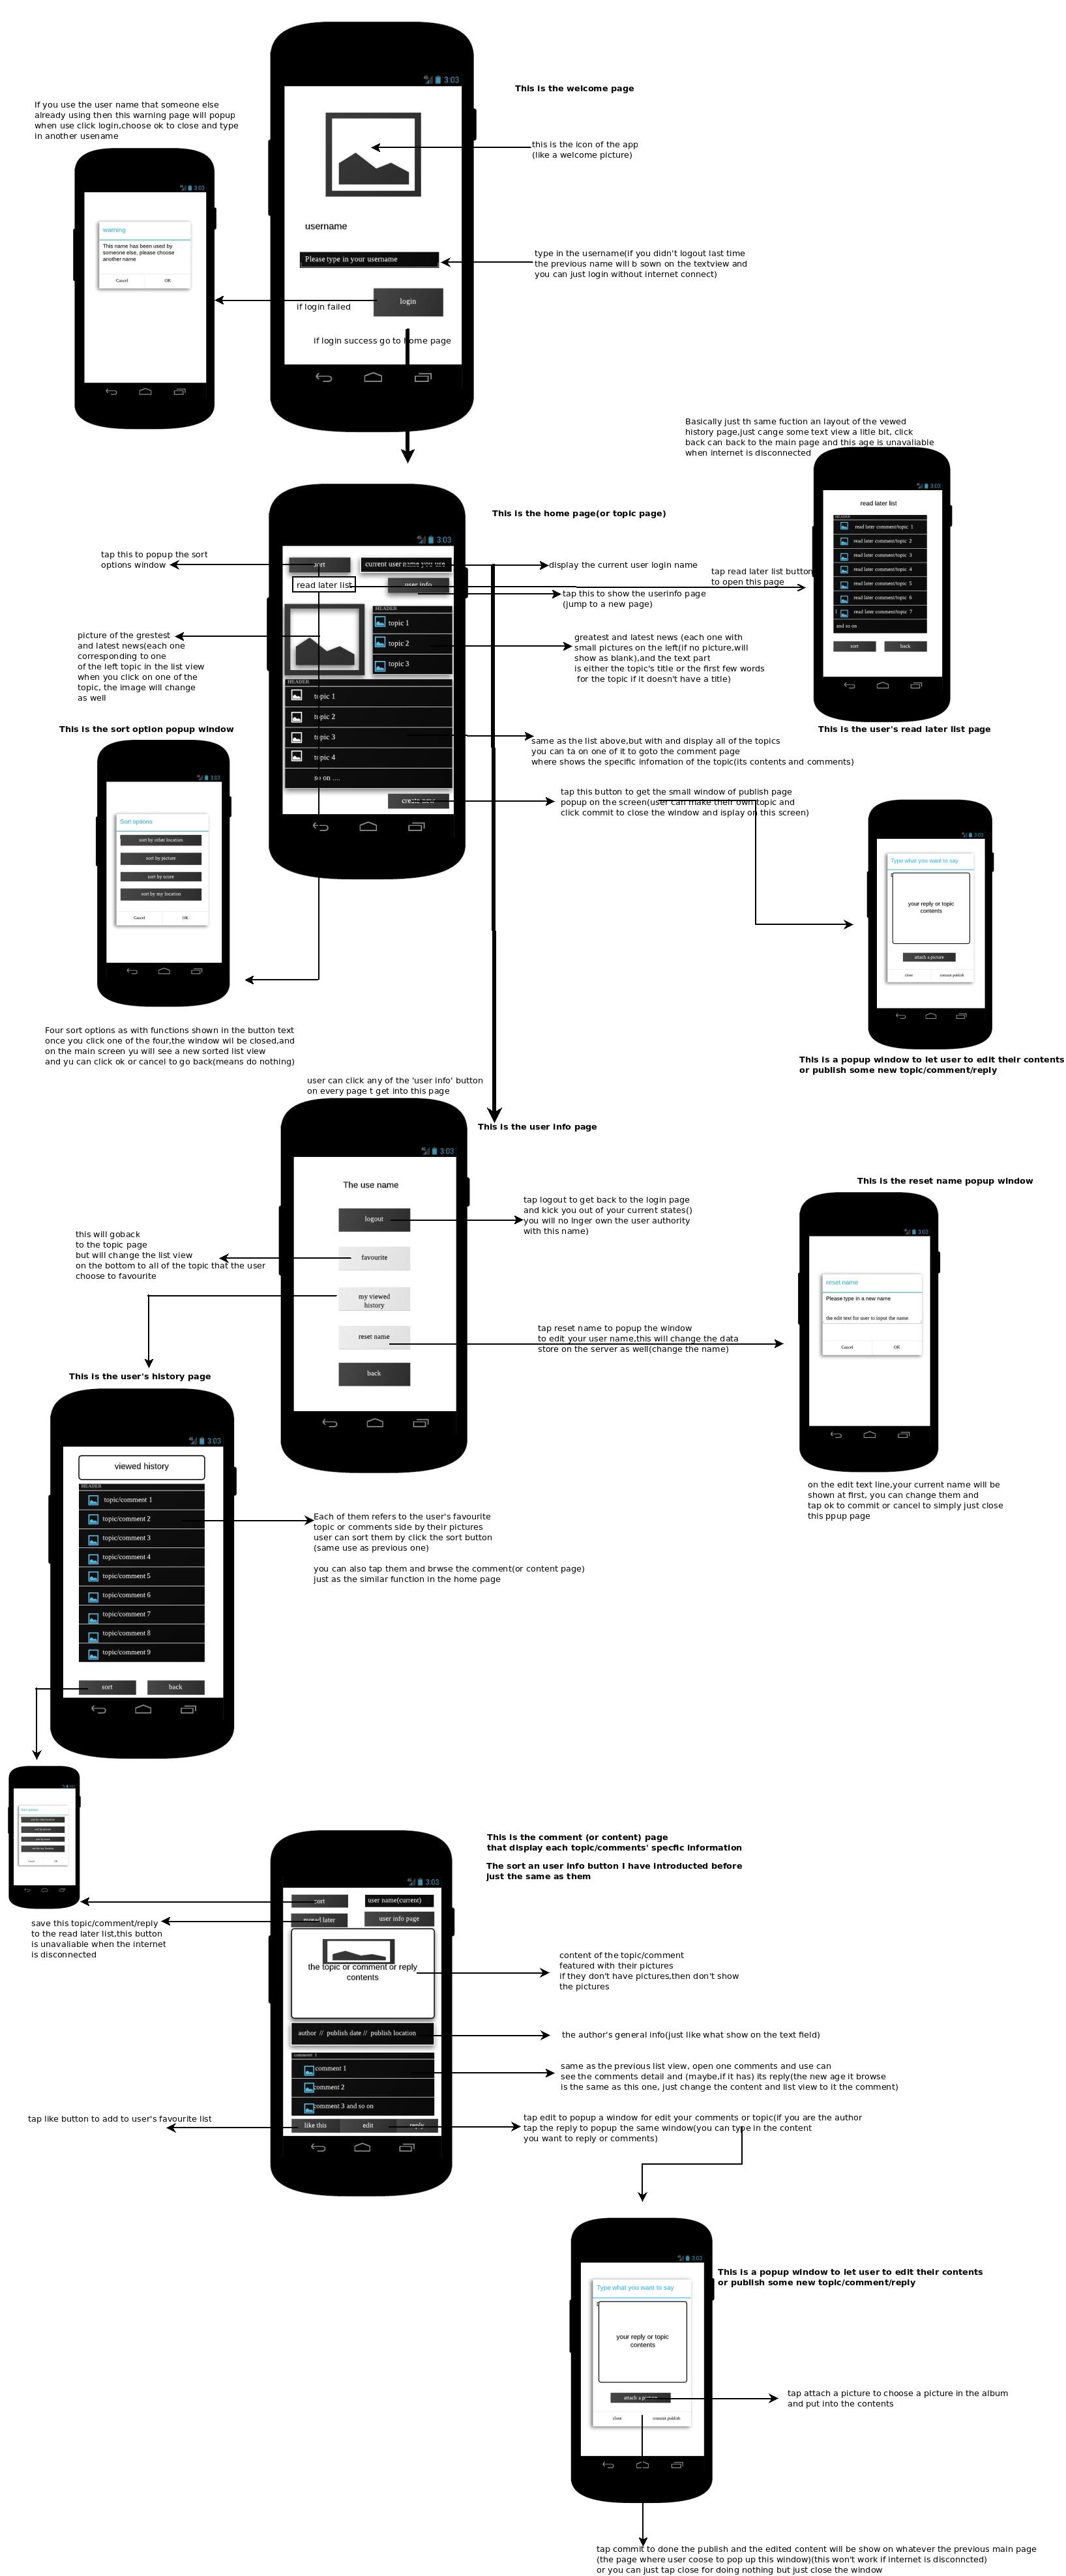 3:03
This is the welcome page
If you use the user name that someone else
already using then this warning page will popup
when use click login,choose ok to close and type
in another usename
this is the icon of the app
(like a welcome picture)
3:03
warning
This name has been used by
someone else, please choose
another name
Cancel
OK
username
Please type in your username
type in the username(if you didn't logout last time
the previous name will b sown on the textview and
you can just login without internet connect)
login
if login failed
if login success go to home page
Basically just th same fuction an layout of the vewed
history page,just cange some text view a litle bit, click
back can back to the main page and this age is unavaliable
when internet is disconnected
3:03
read later list
HEADER
read later comment/topic 1
read later comment/topic 2
read later comment/topic 3
read later comment/topic 4
read later comment/topic 5
read later comment/topic 6
1 read later comment/topic 7
and so on
sort
back
This is the user's read later list page
This is the home page(or topic page)
3:03
tap this to popup the sort
options window
sort
current user name you use
display the current user login name
read later list
user info
tap read later list button
to open this page
tap this to show the userinfo page
(jump to a new page)
HEADER
topic 1
topic 2
topic 3
picture of the grestest
and latest news(each one
corresponding to one
of the left topic in the list view
when you click on one of the
topic, the image will change
as well
greatest and latest news (each one with
small pictures on the left(if no picture,will
show as blank),and the text part
is either the topic's title or the first few words
for the topic if it doesn't have a title)
HEADER
topic 1
topic 2
topic 3
topic 4
so on ....
same as the list above,but with and display all of the topics
you can ta on one of it to goto the comment page
where shows the specific infomation of the topic(its contents and comments)
tap this button to get the small window of publish page
popup on the screen(user can make their own topic and
click commit to close the window and isplay on this screen)
This is the sort option popup window
3:03
Sort options
sort by other location
sort by picture
sort by score
sort by my location
Cancel
OK
Four sort options as with functions shown in the button text
once you click one of the four,the window wil be closed,and
on the main screen yu will see a new sorted list view
and yu can click ok or cancel to go back(means do nothing)
3:03
Type what you want to say
your reply or topic
contents
attach a picture
close
commit publish
This is a popup window to let user to edit their contents
or publish some new topic/comment/reply
user can click any of the 'user info' button
on every page t get into this page
This is the user info page
3:03
The use name
logout
favourite
my viewed
history
reset name
back
tap logout to get back to the login page
and kick you out of your current states()
you will no lnger own the user authority
with this name)
this will goback
to the topic page
but will change the list view
on the bottom to all of the topic that the user
choose to favourite
tap reset name to popup the window
to edit your user name,this will change the data
store on the server as well(change the name)
This is the reset name popup window
3:03
reset name
Please type in a new name
the edit text for user to input the name
Cancel
OK
on the edit text line,your current name will be
shown at first, you can change them and
tap ok to commit or cancel to simply just close
this ppup page
This is the user's history page
3:03
viewed history
HEADER
topic/comment 1
topic/comment 2
topic/comment 3
topic/comment 4
topic/comment 5
topic/comment 6
topic/comment 7
topic/comment 8
topic/comment 9
sort
back
Each of them refers to the user's favourite
topic or comments side by their pictures
user can sort them by click the sort button
(same use as previous one)
you can also tap them and brwse the comment(or content page)
just as the similar function in the home page
This is the comment (or content) page
that display each topic/comments' specfic information
The sort an user info button I have introducted before
just the same as them
3:03
sort
user name(current)
later
user info page
save this topic/comment/reply
to the read later list,this button
is unavaliable when the internet
is disconnected
the topic or comment or reply
contents
content of the topic/comment
featured with their pictures
if they don't have pictures,then don't show
the pictures
author // publish date // publish location
the author's general info(just like what show on the text field)
comment 1
comment 2
comment 3 and so on
same as the previous list view, open one comments and use can
see the comments detail and (maybe,if it has) its reply(the new age it browse
is the same as this one, just change the content and list view to it the comment)
like this
edit
reply
tap like button to add to user's favourite list
tap edit to popup a window for edit your comments or topic(if you are the author
tap the reply to popup the same window(you can type in the content
you want to reply or comments)
3:03
This is a popup window to let user to edit their contents
or publish some new topic/comment/reply
Type what you want to say
your reply or topic
contents
attach a picture
close
commit publish
tap attach a picture to choose a picture in the album
and put into the contents
tap commit to done the publish and the edited content will be show on whatever the previous main page
(the page where user coose to pop up this window)(this won't work if internet is disconncted)
or you can just tap close for doing nothing but just close the window